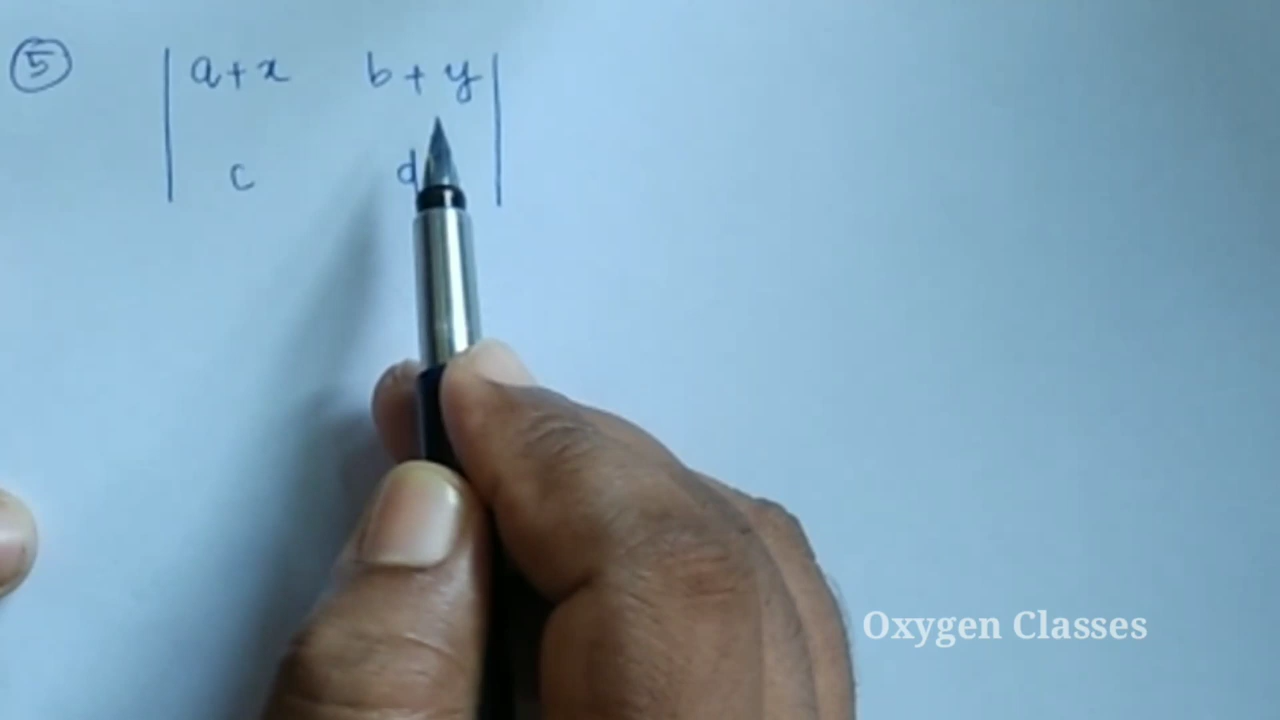 ⑤ | a+x b+y |
| c d |
Oxygen Classes